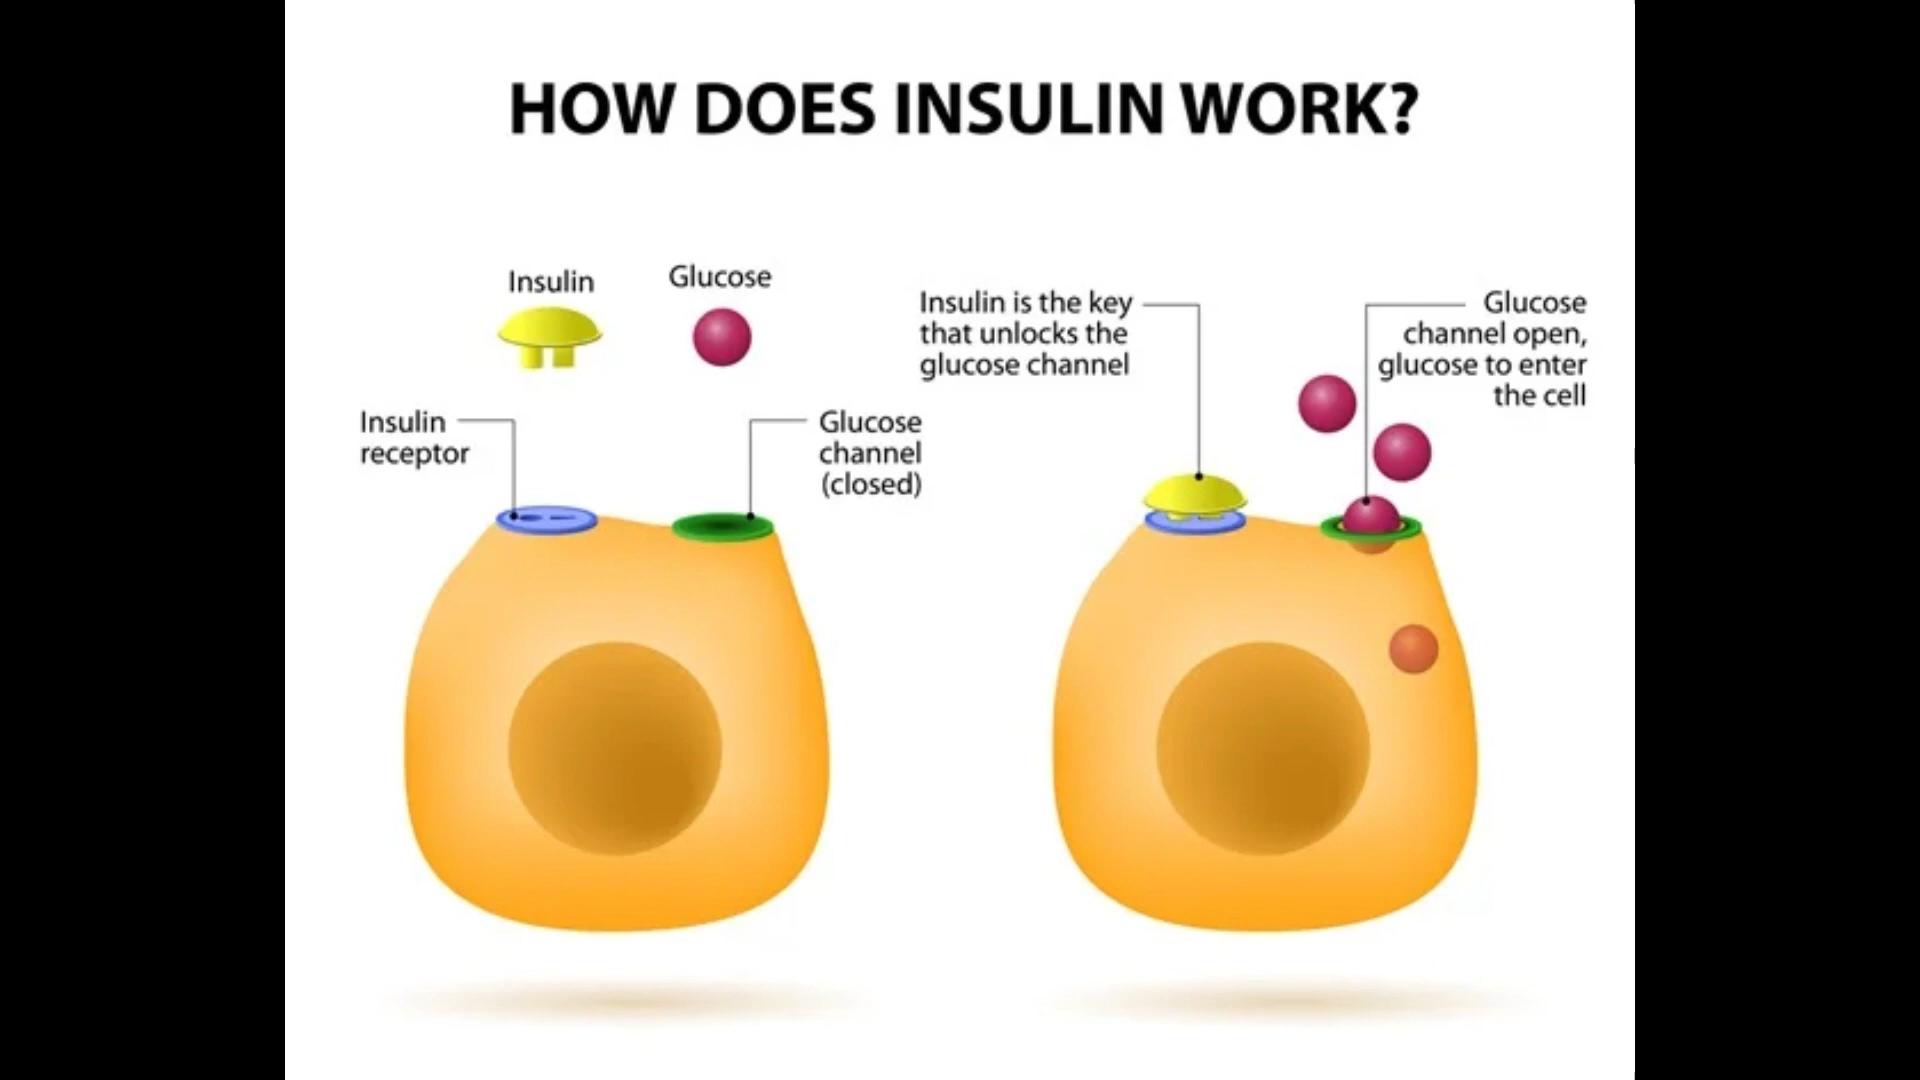 HOW DOES INSULIN WORK?
Insulin
Glucose
Insulin
receptor
Glucose
channel
(closed)
Insulin is the key
that unlocks the
glucose channel
Glucose
channel open,
glucose to enter
the cell